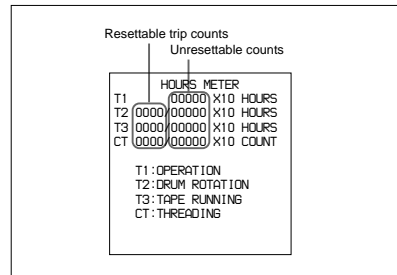 Resettable trip counts
Unresettable counts
HOURS METER
T1 00000 X10 HOURS
T2 0000 00000 X10 HOURS
T3 0000 00000 X10 HOURS
CT 0000 00000 X10 COUNT
T1:OPERATION
T2:DRUM ROTATION
T3:TAPE RUNNING
CT:THREADING